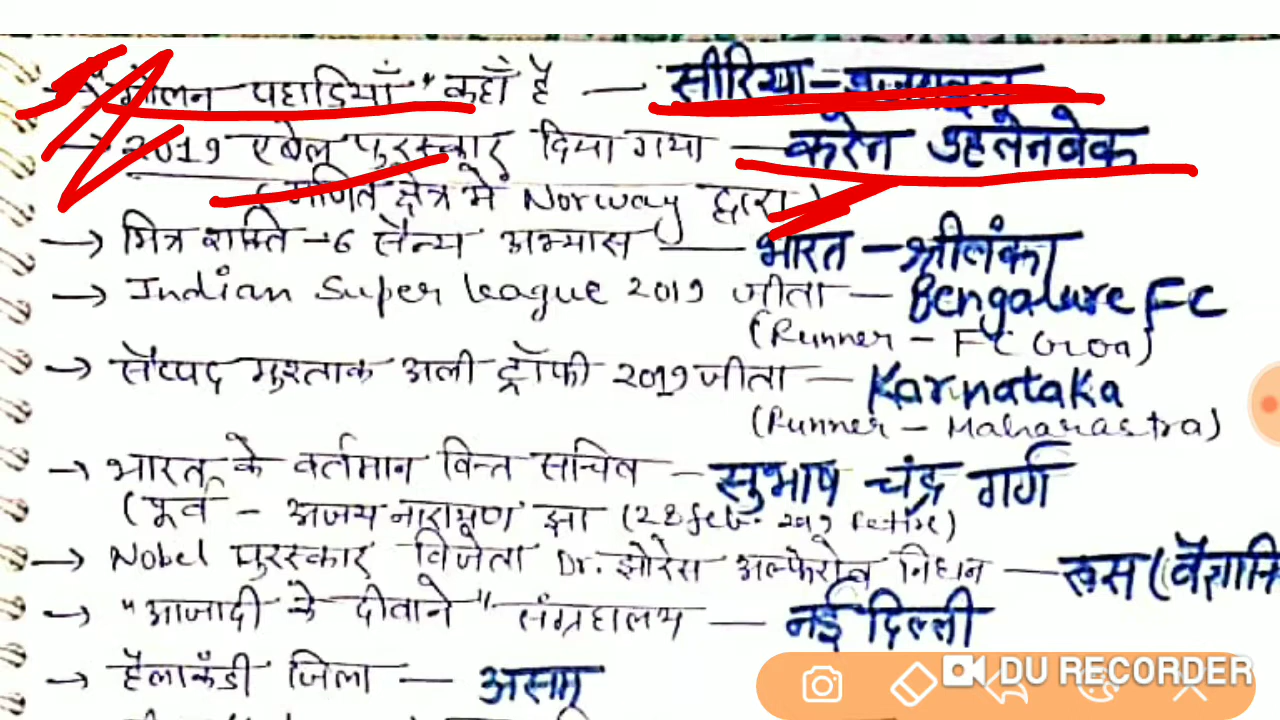 "गोलन पहाडियाँ" कहाँ है — सीरिया - इजराइल
→ 2019 एबेल पुरस्कार दिया गया — करेन उहलेनबेक
(गणित क्षेत्र में Norway द्वारा)
→ मित्र शक्ति -6 सैन्य अभ्यास — भारत - श्रीलंका
→ Indian Super League 2019 जीता — Bengalure FC
(Runner - FC Goa)
→ सैय्यद मुश्ताक अली ट्रॉफी 2019 जीता — Karnataka
(Runner - Maharastra)
→ भारत के वर्तमान वित्त सचिव — सुभाष चंद्र गर्ग
(पूर्व - अजय नारायण झा (28 feb. 2019 Retire)
→ Nobel पुरस्कार विजेता Dr. झोरेस अल्फेरोव निधन — रूस (
→ "आजादी के दीवाने" संग्रहालय — नई दिल्ली
→ हैलाकँडी जिला — असम
DU RECORDER